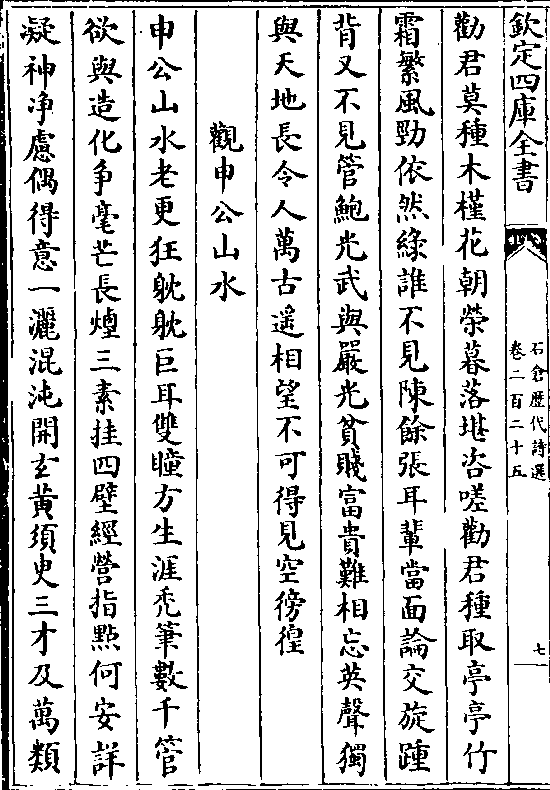 欽定四庫全書
石倉歷代詩選
卷二百二十五
七
勸君莫種木槿花朝榮暮落堪咨嗟勸君種取亭亭竹
霜繁風勁依然綠誰不見陳餘張耳輩當面論交旋踵
背又不見管鮑光武與嚴光貧賤富貴難相忘英聲獨
與天地長令人萬古遥相望不可得見空徬徨
觀申公山水
申公山水老更狂耽耽巨耳雙瞳方生涯禿筆數千管
欲與造化爭毫芒長煙三素挂四壁經營指點何安詳
凝神淨慮偶得意一灑混沌開玄黃須臾三才及萬類